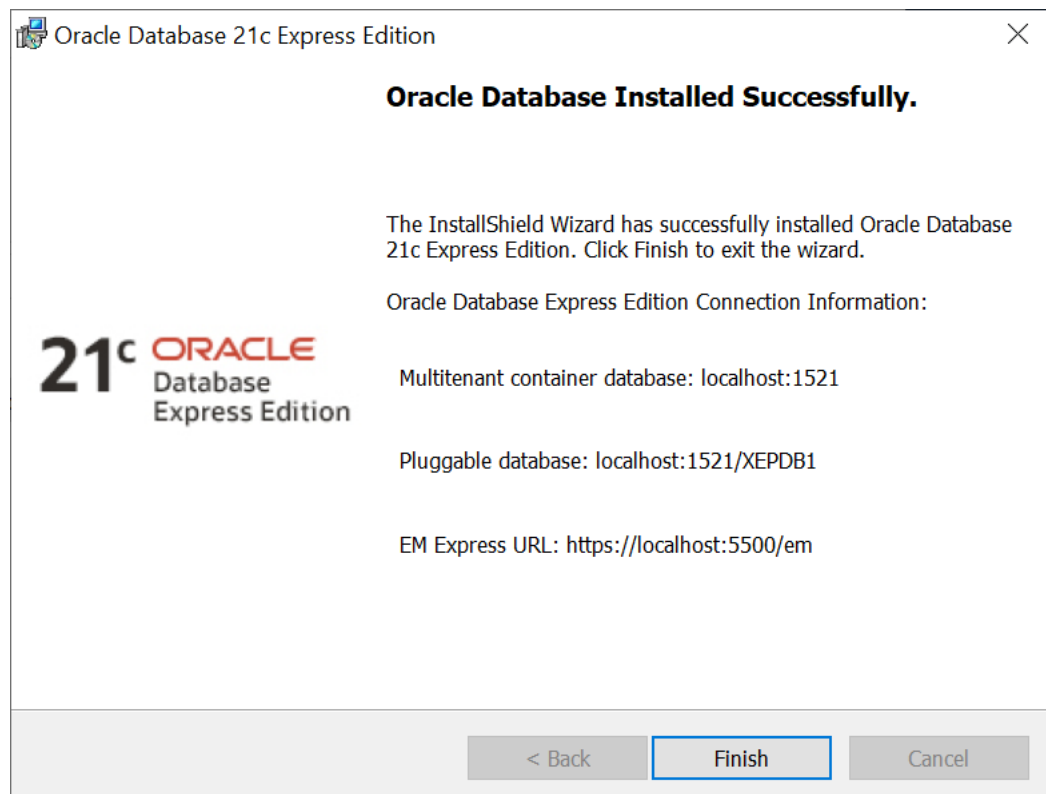 Oracle Database 21c Express Edition
Oracle Database Installed Successfully.
The InstallShield Wizard has successfully installed Oracle Database
21c Express Edition. Click Finish to exit the wizard.
Oracle Database Express Edition Connection Information:
21c ORACLE
Database
Express Edition
Multitenant container database: localhost:1521
Pluggable database: localhost:1521/XEPDB1
EM Express URL: https://localhost:5500/em
< Back
Finish
Cancel